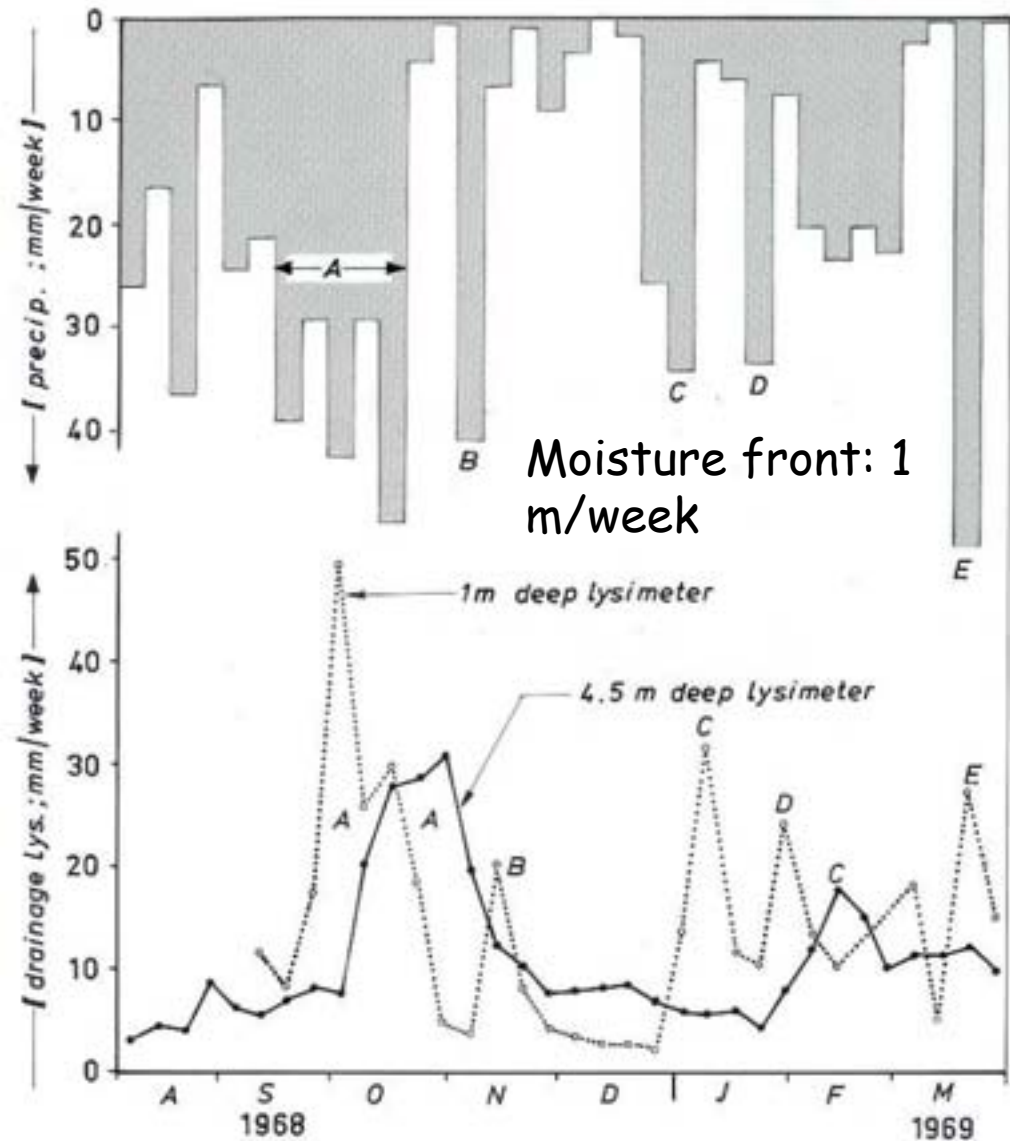 0
10
20
30
40
[precip. ; mm/week]
A
B
C
D
E
Moisture front: 1
m/week
50
40
30
20
10
0
[drainage lys.; mm/week]
1m deep lysimeter
4.5 m deep lysimeter
A
A
B
C
D
C
E
A S O N D J F M
1968 1969